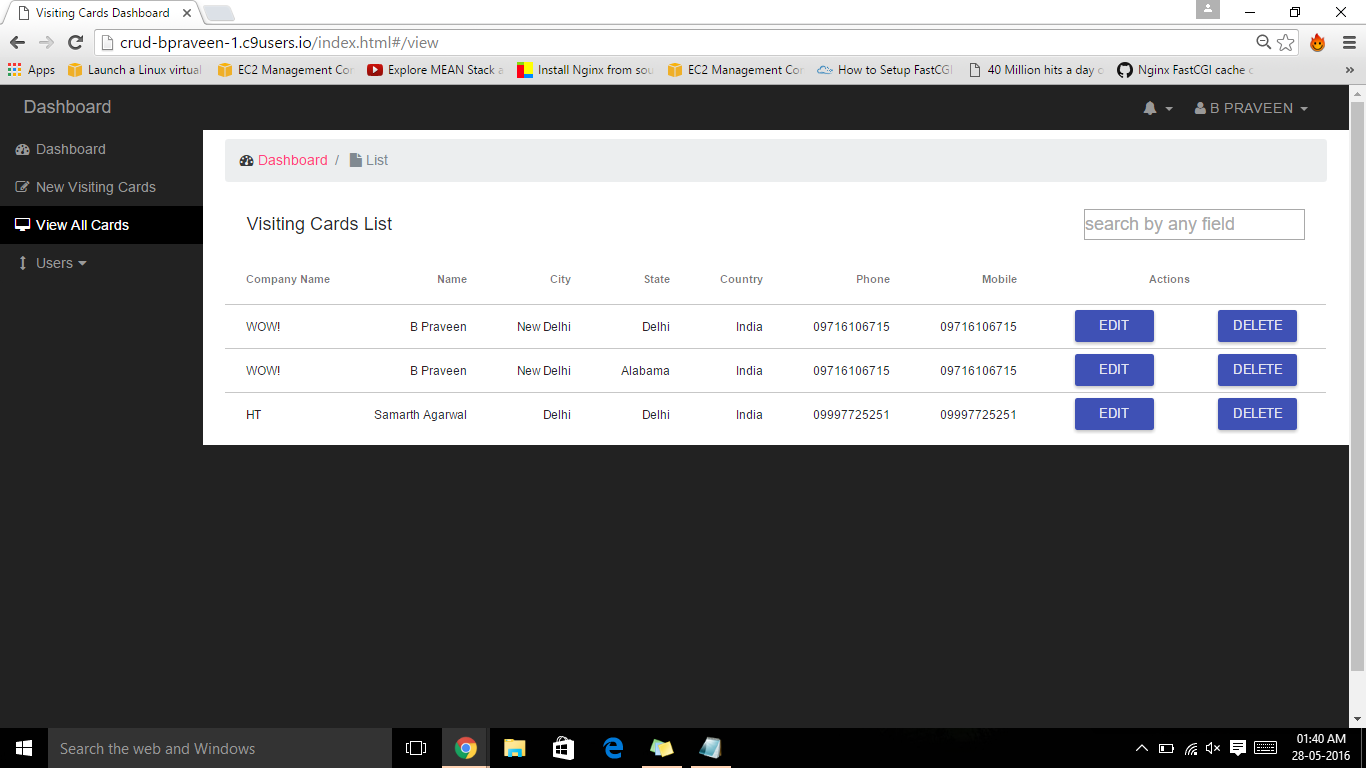 Visiting Cards Dashboard
crud-bpraveen-1.c9users.io/index.html#/view
Apps Launch a Linux virtual EC2 Management Con Explore MEAN Stack a Install Nginx from sou EC2 Management Con How to Setup FastCGI 40 Million hits a day o Nginx FastCGI cache c »
Dashboard B PRAVEEN
Dashboard
New Visiting Cards
View All Cards
Users
Dashboard / List
Visiting Cards List search by any field
Company Name Name City State Country Phone Mobile Actions
WOW! B Praveen New Delhi Delhi India 09716106715 09716106715 EDIT DELETE
WOW! B Praveen New Delhi Alabama India 09716106715 09716106715 EDIT DELETE
HT Samarth Agarwal Delhi Delhi India 09997725251 09997725251 EDIT DELETE
Search the web and Windows
01:40 AM
28-05-2016